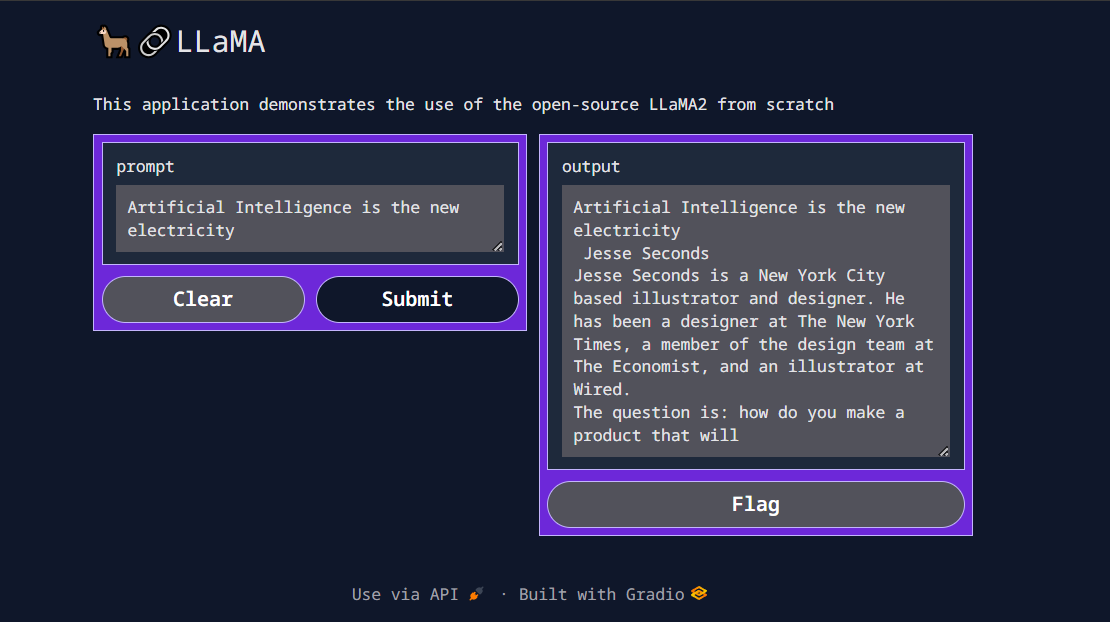 🦙🔗LLaMA
This application demonstrates the use of the open-source LLaMA2 from scratch
prompt
Artificial Intelligence is the new
electricity
Clear
Submit
output
Artificial Intelligence is the new
electricity
Jesse Seconds
Jesse Seconds is a New York City
based illustrator and designer. He
has been a designer at The New York
Times, a member of the design team at
The Economist, and an illustrator at
Wired.
The question is: how do you make a
product that will
Flag
Use via API 🚀 · Built with Gradio